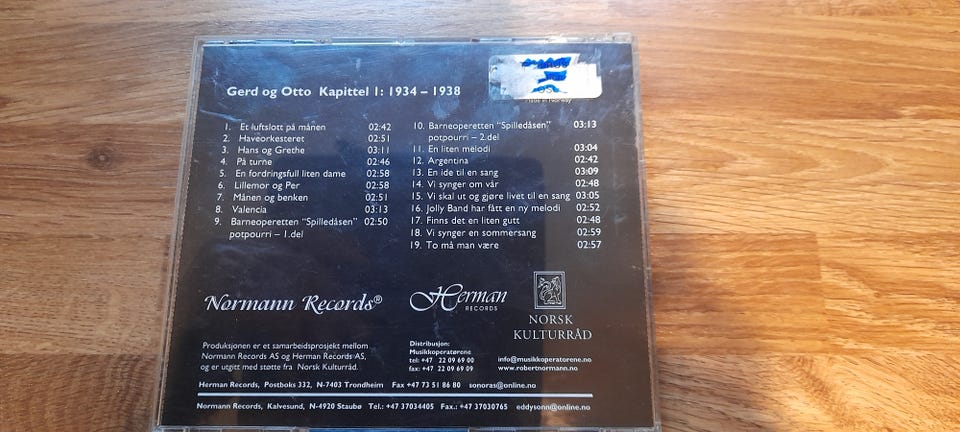 Gerd og Otto Kapittel 1: 1934 – 1938
Made in Norway
1. Et luftslott på månen 02:42
2. Haveorkesteret 02:51
3. Hans og Grethe 03:11
4. På turne 02:46
5. En fordringsfull liten dame 02:58
6. Lillemor og Per 02:58
7. Månen og benken 02:51
8. Valencia 03:13
9. Barneoperetten "Spilledåsen" 02:50
potpourri – 1.del
10. Barneoperetten "Spilledåsen" 03:13
potpourri – 2.del
11. En liten melodi 03:04
12. Argentina 02:42
13. En ide til en sang 03:09
14. Vi synger om vår 02:48
15. Vi skal ut og gjøre livet til en sang 03:05
16. Jolly Band har fått en ny melodi 02:52
17. Finns det en liten gutt 02:48
18. Vi synger en sommersang 02:59
19. To må man være 02:57
Normann Records®
Herman
RECORDS
NORSK
KULTURRÅD
Produksjonen er et samarbeidsprosjekt mellom
Normann Records AS og Herman Records AS,
og er utgitt med støtte fra Norsk Kulturråd.
Distribusjon:
Musikkoperatørene
tel: +47 22 09 69 00
fax: +47 22 09 69 09
info@musikkoperatorene.no
www.robertnormann.no
Herman Records, Postboks 332, N-7403 Trondheim Fax +47 73 51 86 80 sonoras@online.no
Normann Records, Kalvesund, N-4920 Staubø Tel.: +47 37034405 Fax.: +47 37030765 eddysonn@online.no